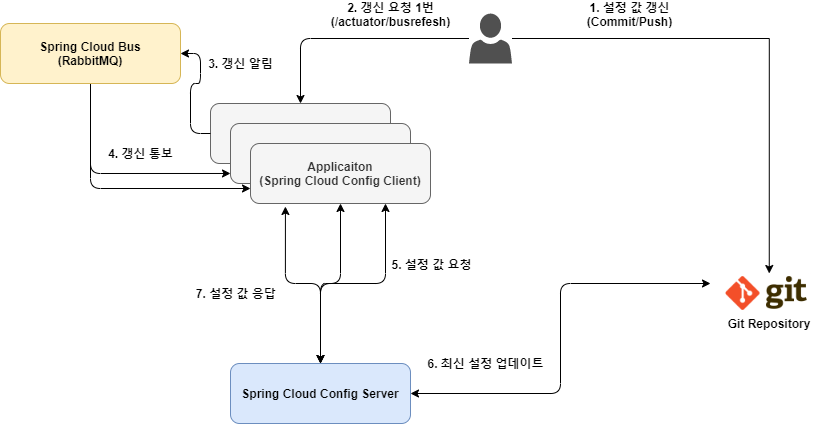 2. 갱신 요청 1번
(/actuator/busrefesh)
1. 설정 값 갱신
(Commit/Push)
Spring Cloud Bus
(RabbitMQ)
3. 갱신 알림
4. 갱신 통보
Applicaiton
(Spring Cloud Config Client)
5. 설정 값 요청
7. 설정 값 응답
git
Git Repository
6. 최신 설정 업데이트
Spring Cloud Config Server